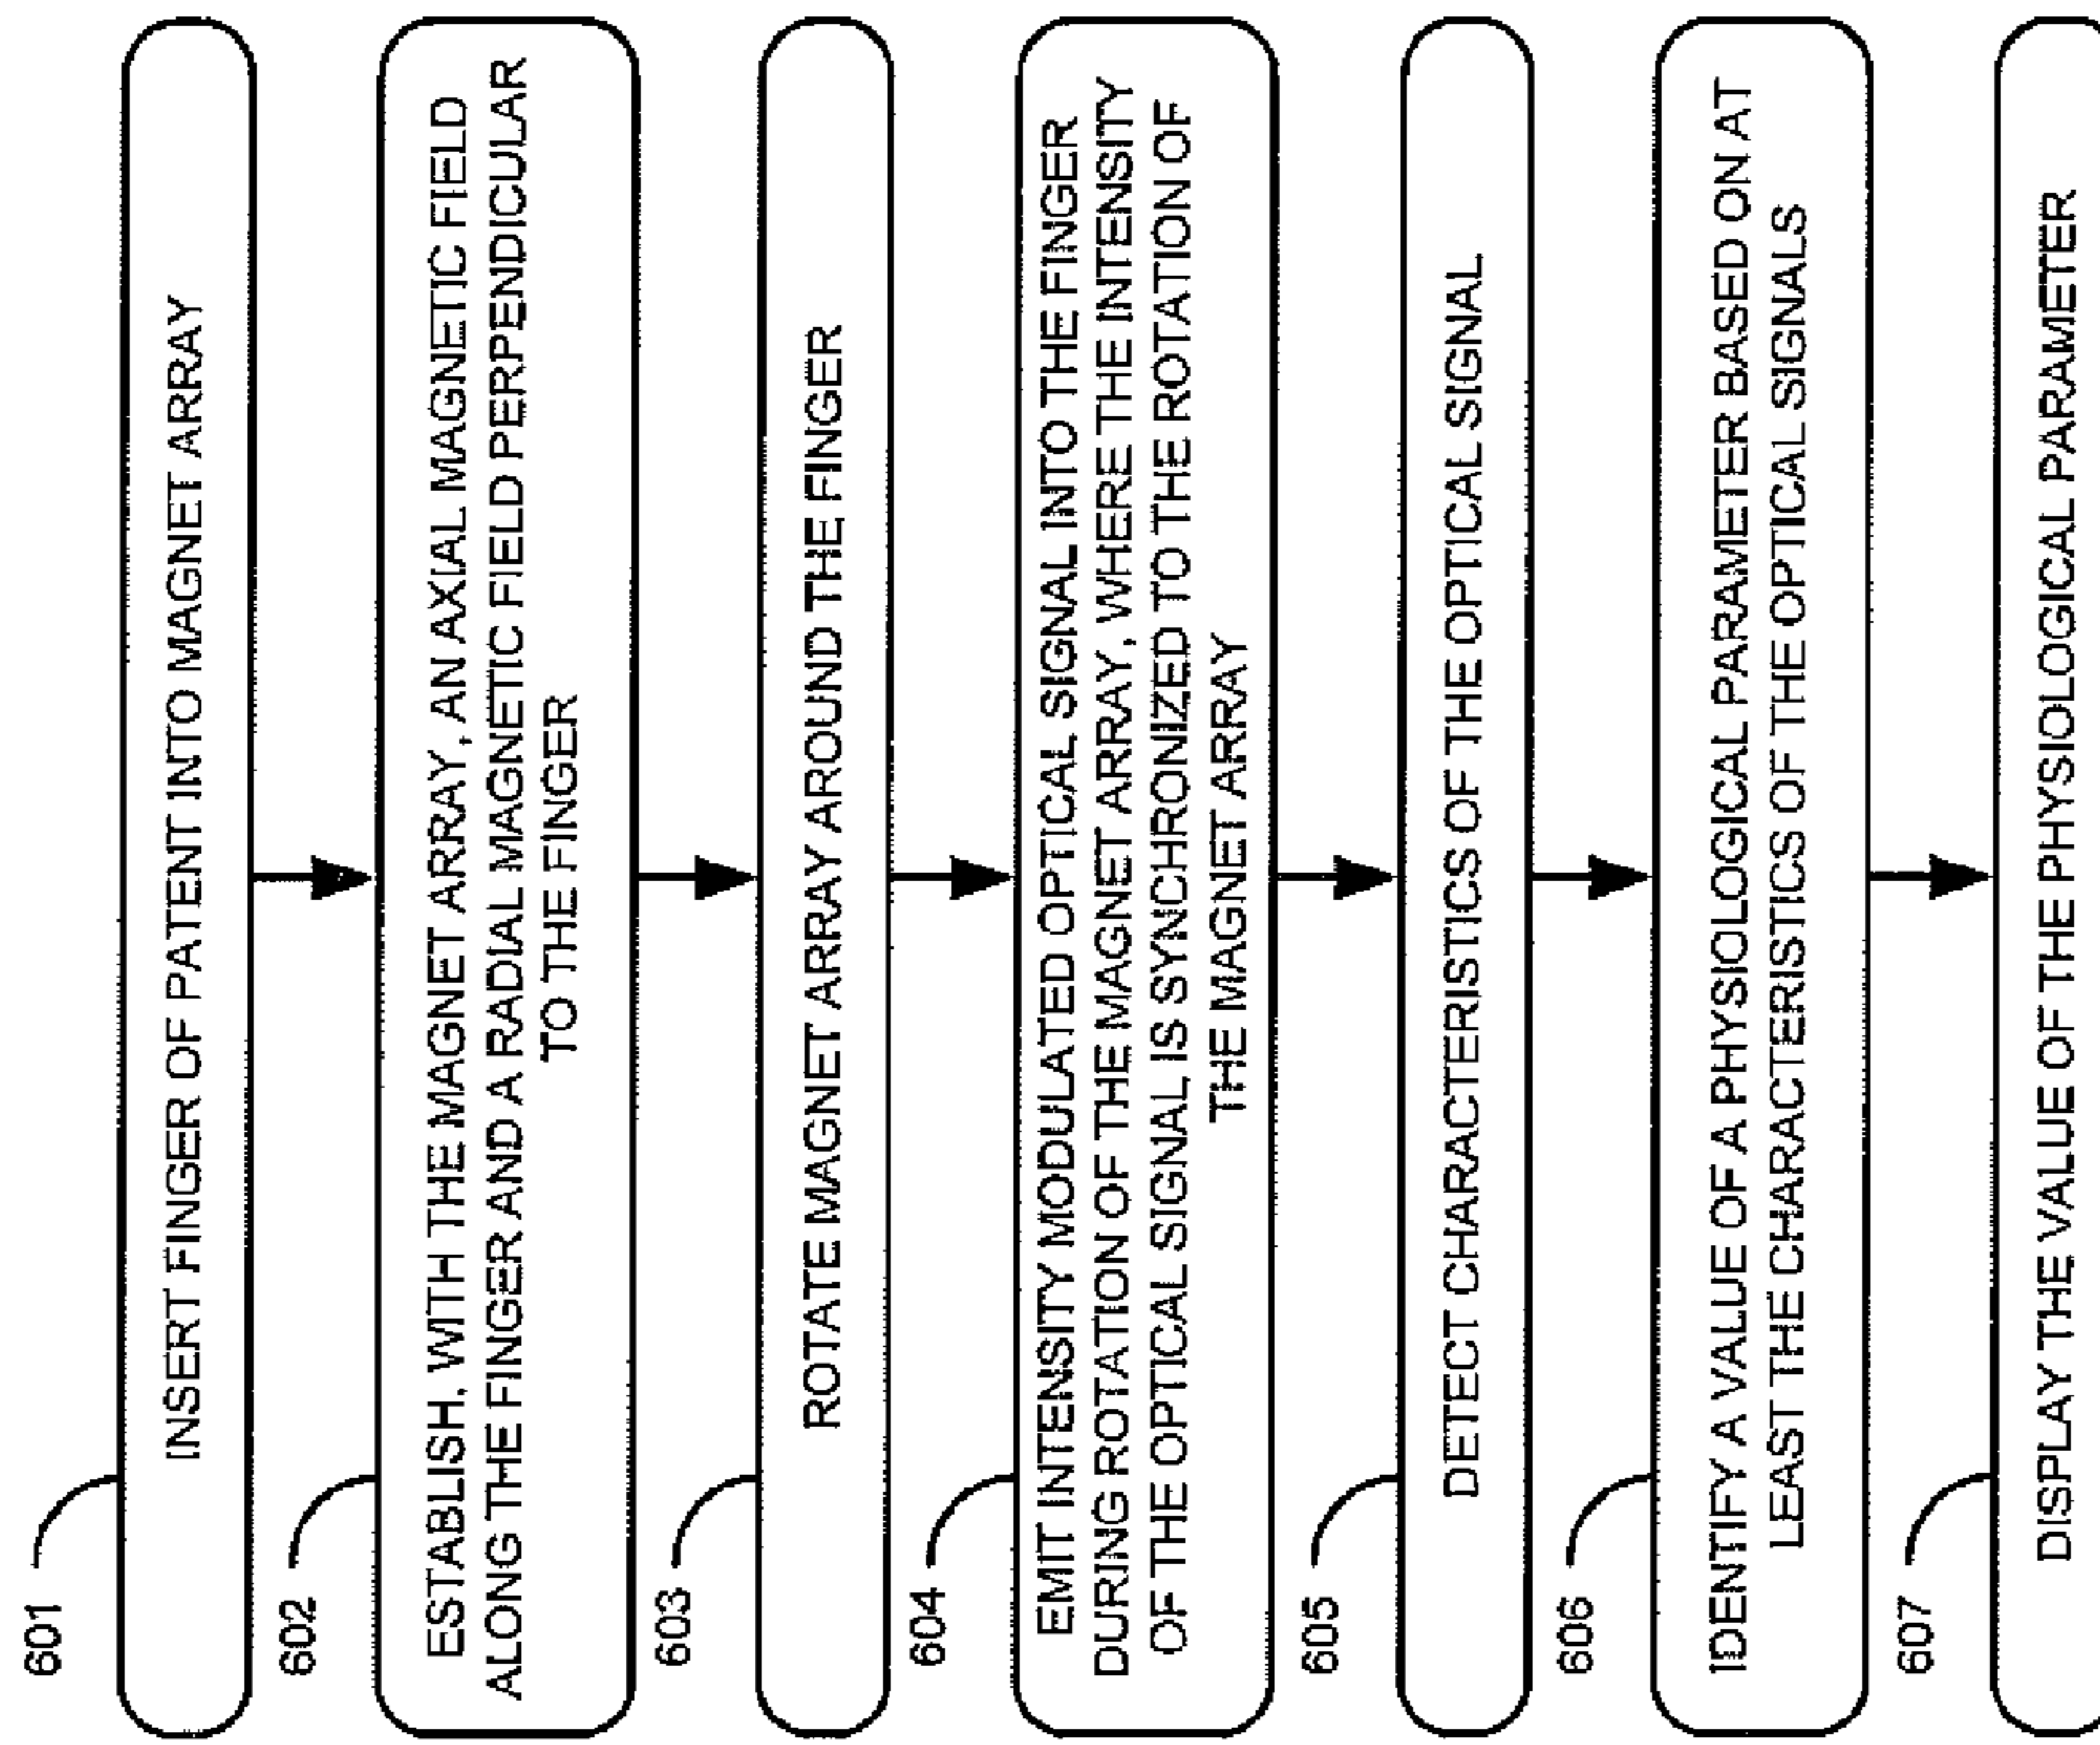 601
INSERT FINGER OF PATENT INTO MAGNET ARRAY
602
ESTABLISH, WITH THE MAGNET ARRAY, AN AXIAL MAGNETIC FIELD
ALONG THE FINGER AND A RADIAL MAGNETIC FIELD PERPENDICULAR
TO THE FINGER
603
ROTATE MAGNET ARRAY AROUND THE FINGER
604
EMIT INTENSITY MODULATED OPTICAL SIGNAL INTO THE FINGER
DURING ROTATION OF THE MAGNET ARRAY, WHERE THE INTENSITY
OF THE OPTICAL SIGNAL IS SYNCHRONIZED TO THE ROTATION OF
THE MAGNET ARRAY
605
DETECT CHARACTERISTICS OF THE OPTICAL SIGNAL
606
IDENTIFY A VALUE OF A PHYSIOLOGICAL PARAMETER BASED ON AT
LEAST THE CHARACTERISTICS OF THE OPTICAL SIGNALS
607
DISPLAY THE VALUE OF THE PHYSIOLOGICAL PARAMETER